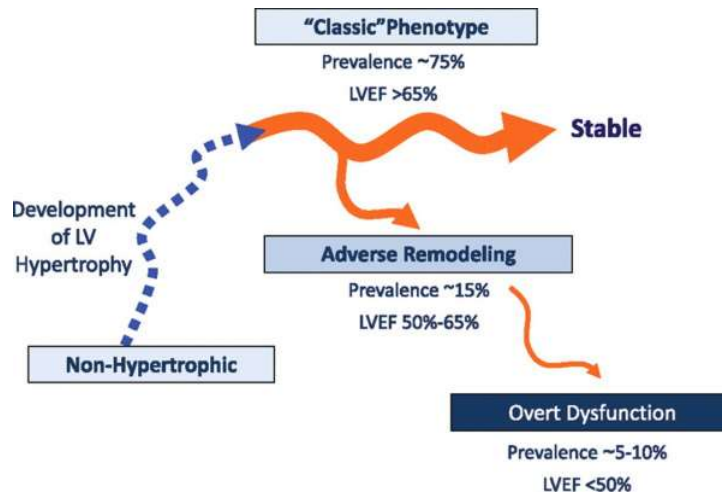 “Classic”Phenotype
Prevalence ~75%
LVEF >65%
Stable
Development
of LV
Hypertrophy
Adverse Remodeling
Prevalence ~15%
LVEF 50%-65%
Non-Hypertrophic
Overt Dysfunction
Prevalence ~5-10%
LVEF <50%